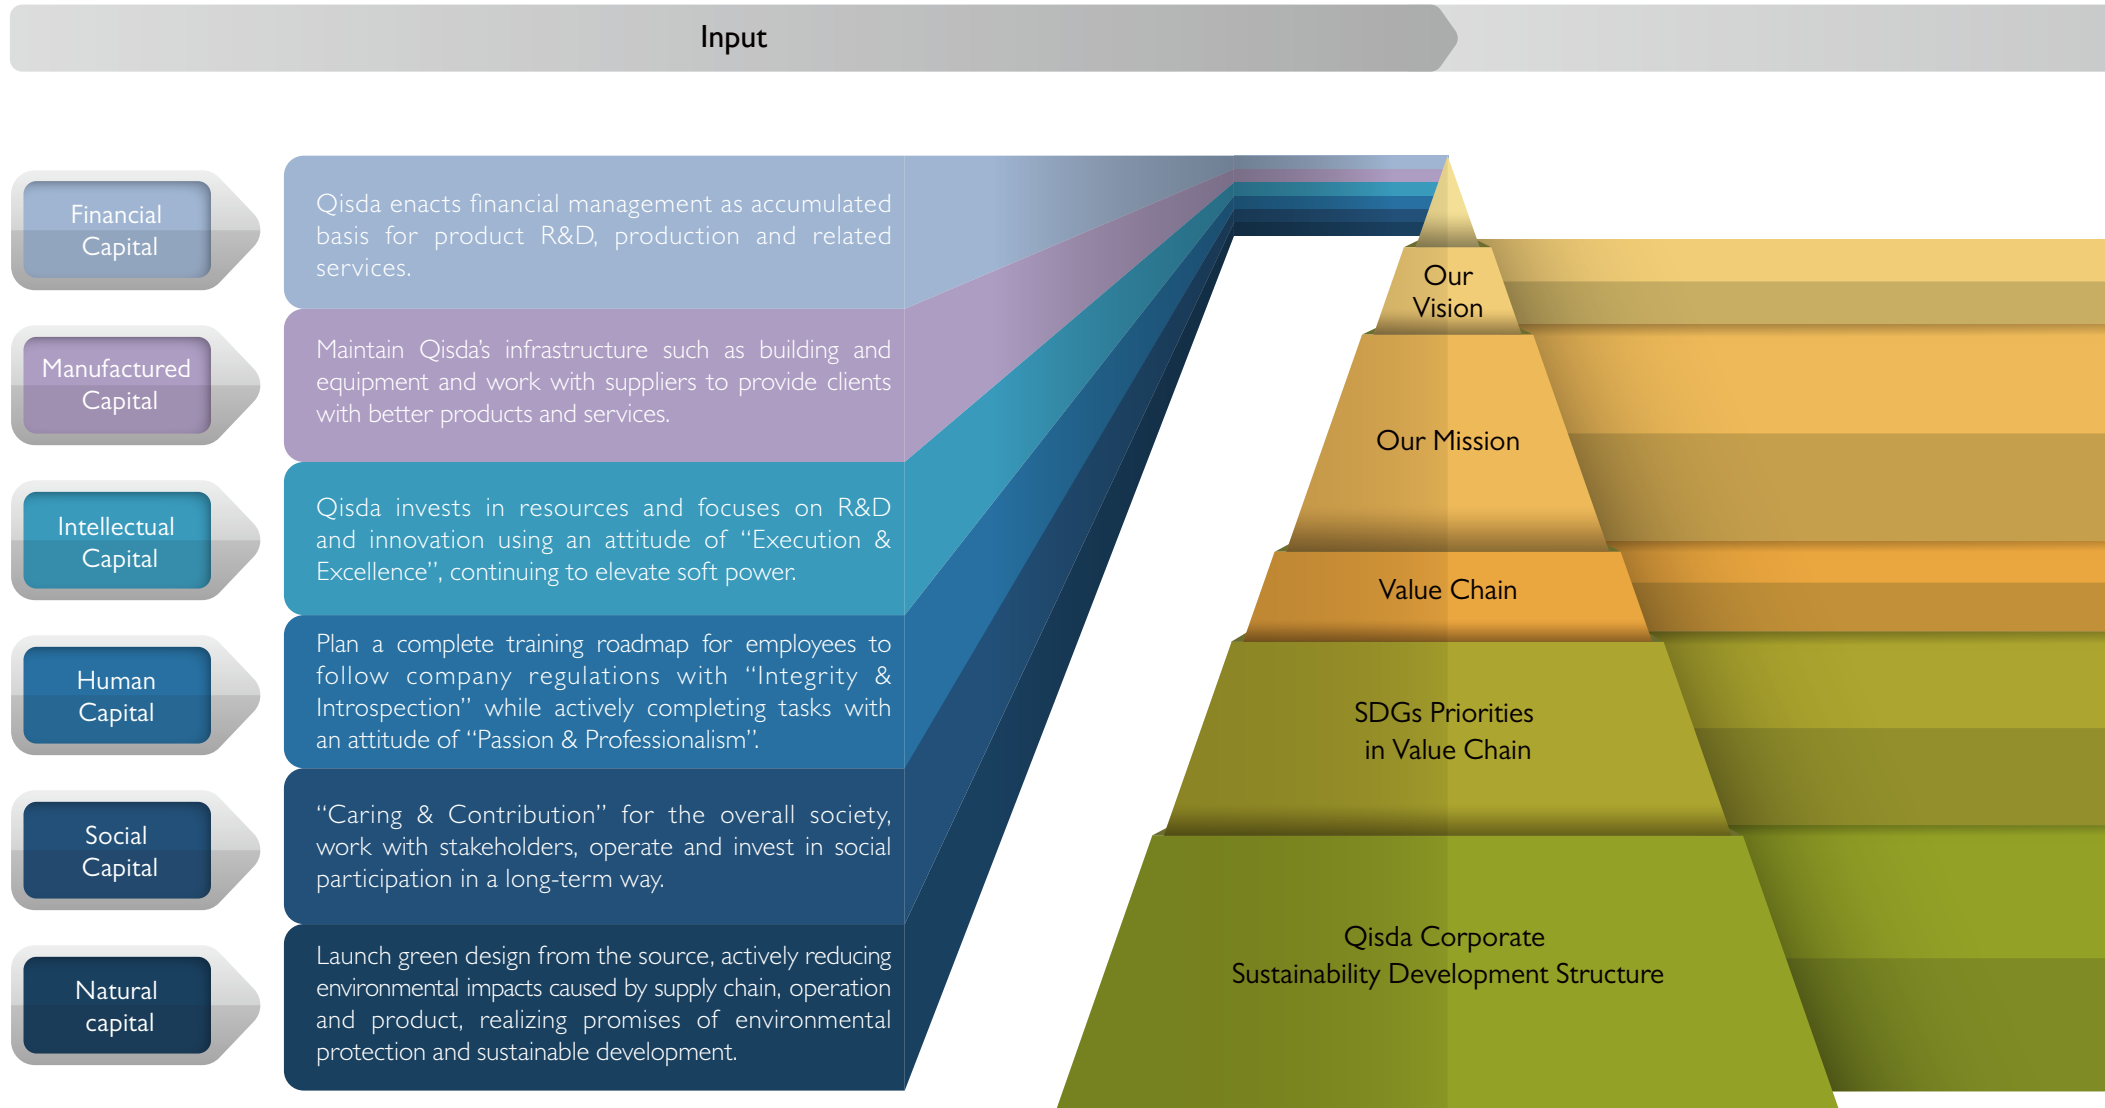 Input
Financial
Capital
Qisda enacts financial management as accumulated
basis for product R&D, production and related
services.
Manufactured
Capital
Maintain Qisda’s infrastructure such as building and
equipment and work with suppliers to provide clients
with better products and services.
Intellectual
Capital
Qisda invests in resources and focuses on R&D
and innovation using an attitude of “Execution &
Excellence”, continuing to elevate soft power.
Human
Capital
Plan a complete training roadmap for employees to
follow company regulations with “Integrity &
Introspection” while actively completing tasks with
an attitude of “Passion & Professionalism”.
Social
Capital
“Caring & Contribution” for the overall society,
work with stakeholders, operate and invest in social
participation in a long-term way.
Natural
capital
Launch green design from the source, actively reducing
environmental impacts caused by supply chain, operation
and product, realizing promises of environmental
protection and sustainable development.
Our
Vision
Our Mission
Value Chain
SDGs Priorities
in Value Chain
Qisda Corporate
Sustainability Development Structure